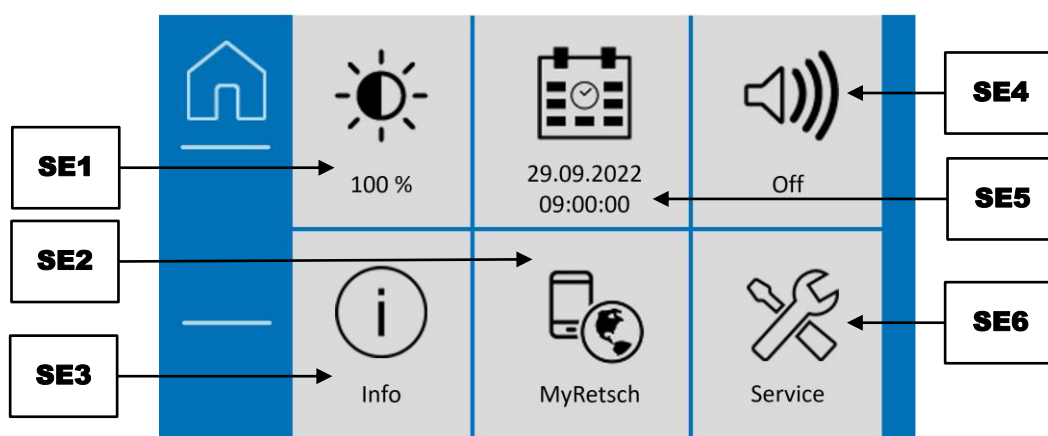 SE1
SE2
SE3
100 %
29.09.2022
09:00:00
Off
i
Info
MyRetsch
Service
SE4
SE5
SE6